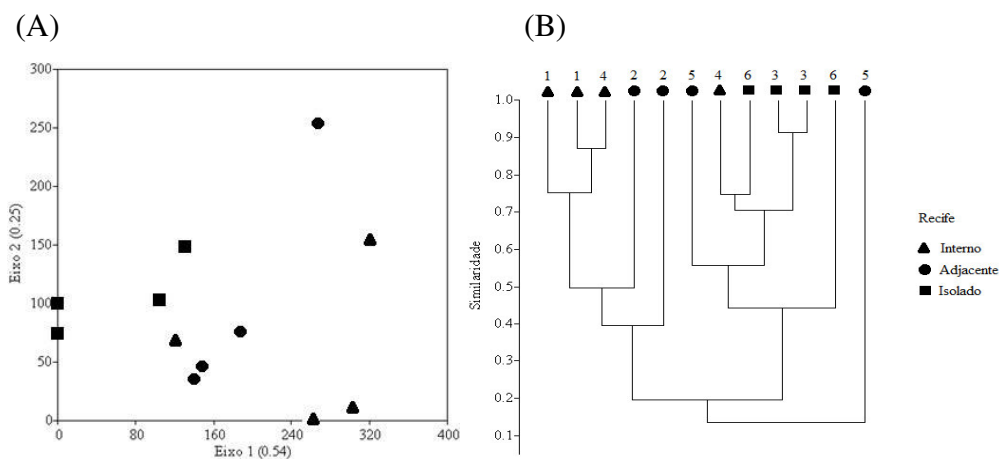 (A)
300
250
200
150
100
50
0
0 80 160 240 320 400
Eixo 2 (0.25)
Eixo 1 (0.54)
(B)
1 1 4 2 2 5 4 6 3 3 6 5
1.0
0.9
0.8
0.7
0.6
0.5
0.4
0.3
0.2
0.1
Similaridade
Recife
Interno
Adjacente
Isolado